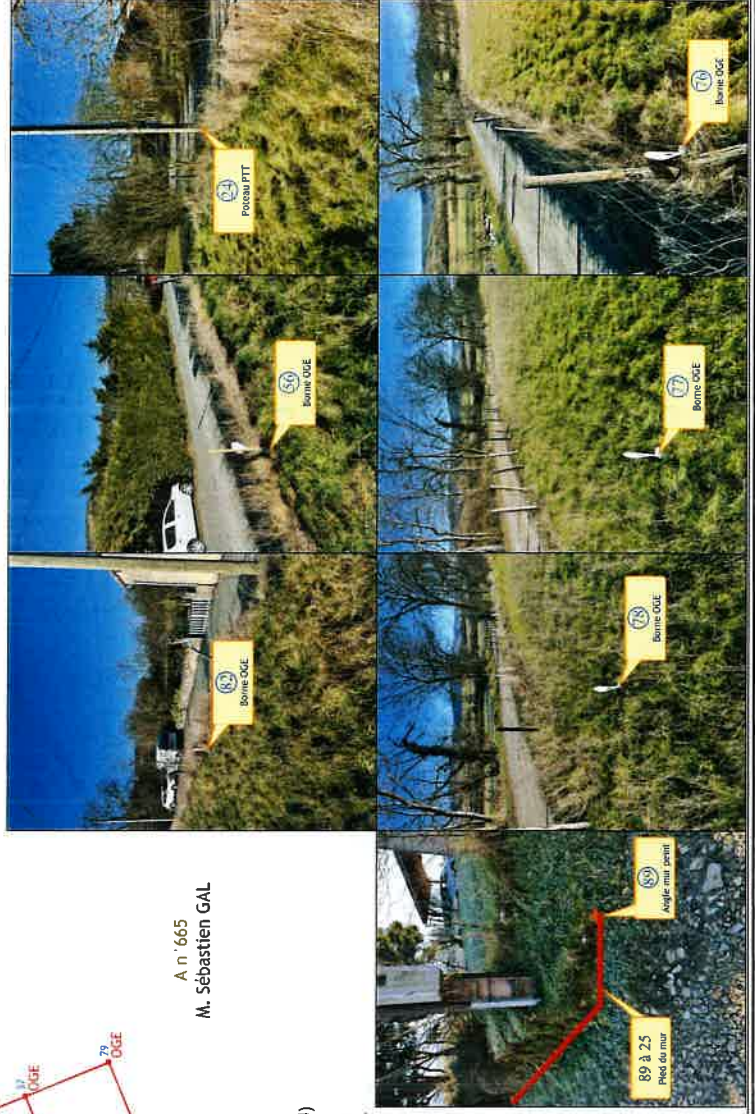 OGE
79
OGE
A n°665
M. Sébastien GAL
82
Borne OGE
56
Borne OGE
24
Poteau PTT
89 à 25
Pied du mur
89
Angle mur peint
78
Borne OGE
77
Borne OGE
76
Borne OGE